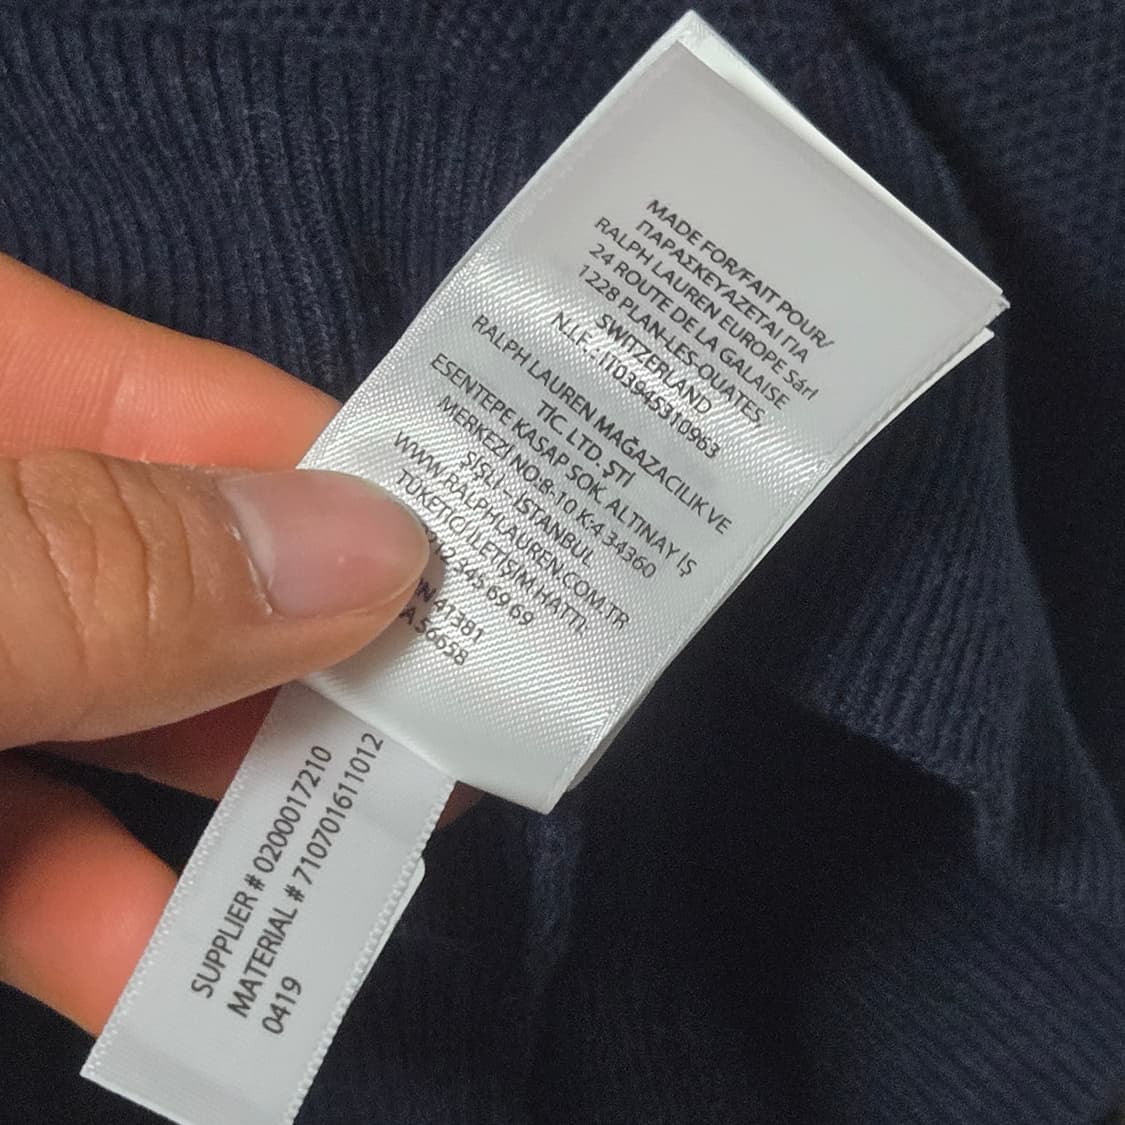 MADE FOR/FAIT POUR/
ΠΑΡΑΣΚΕΥΑΖΕΤΑΙ ΓΙΑ
RALPH LAUREN EUROPE Sárl
24 ROUTE DE LA GALAISE
1228 PLAN-LES-OUATES,
SWITZERLAND
N.I.F.: IT03945310963
RALPH LAUREN MAĞAZACILIK VE
TİC LTD. ŞTİ
ESENTEPE KASAP SOK. ALTINAY İŞ
MERKEZİ NO:8-10 K:4 34360
ŞİŞLİ – İSTANBUL
WWW.RALPHLAUREN.COM.TR
TÜKETİCİ İLETİŞİM HATTI:
212 345 69 69
41381
56658
SUPPLIER # 0200017210
MATERIAL # 710701611012
0419